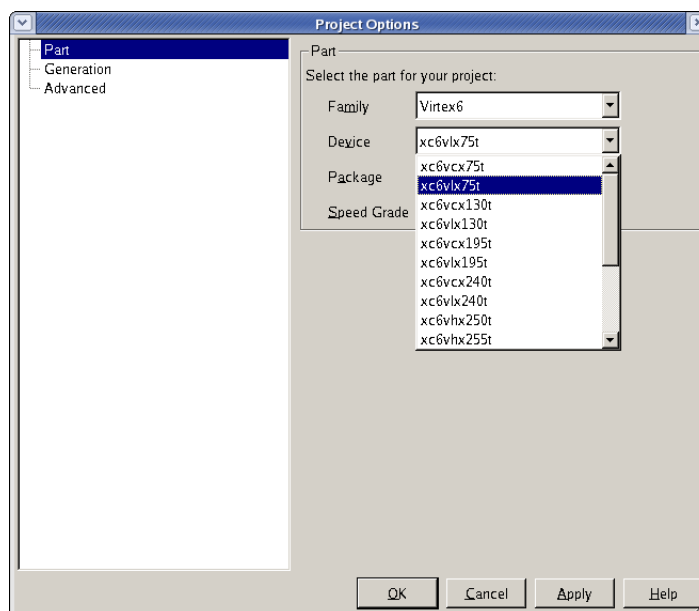 Project Options
Part
Generation
Advanced
Part
Select the part for your project:
Family
Virtex6
Device
xc6vlx75t
Package
Speed Grade
xc6vcx75t
xc6vlx75t
xc6vcx130t
xc6vlx130t
xc6vcx195t
xc6vlx195t
xc6vcx240t
xc6vlx240t
xc6vhx250t
xc6vhx255t
OK
Cancel
Apply
Help